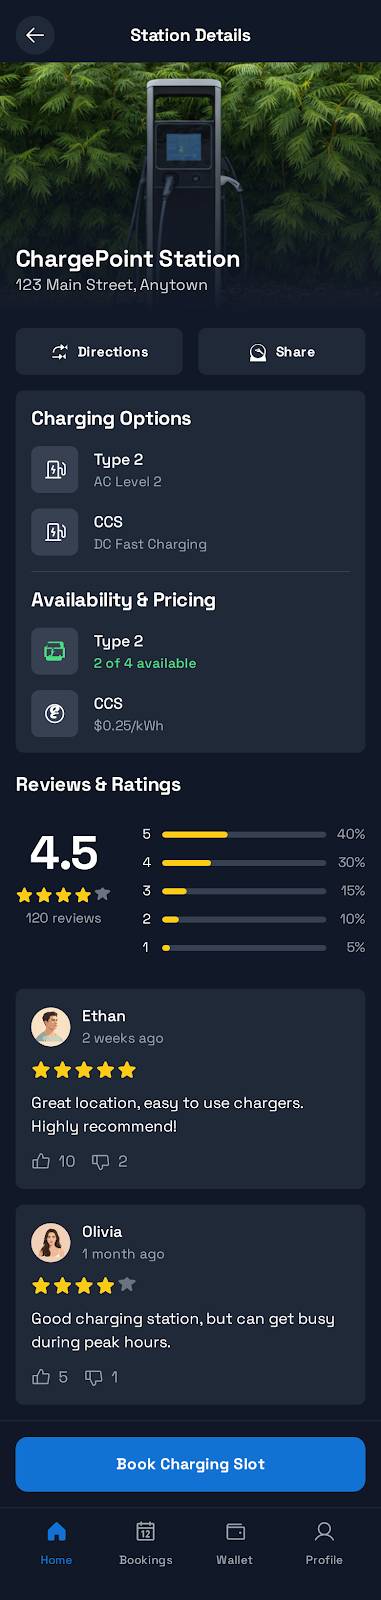 Station Details
ChargePoint Station
123 Main Street, Anytown
Directions
Share
Charging Options
Type 2
AC Level 2
CCS
DC Fast Charging
Availability & Pricing
Type 2
2 of 4 available
CCS
$0.25/kWh
Reviews & Ratings
4.5
120 reviews
5 40%
4 30%
3 15%
2 10%
1 5%
Ethan
2 weeks ago
Great location, easy to use chargers.
Highly recommend!
10 2
Olivia
1 month ago
Good charging station, but can get busy
during peak hours.
5 1
Book Charging Slot
12
Home Bookings Wallet Profile